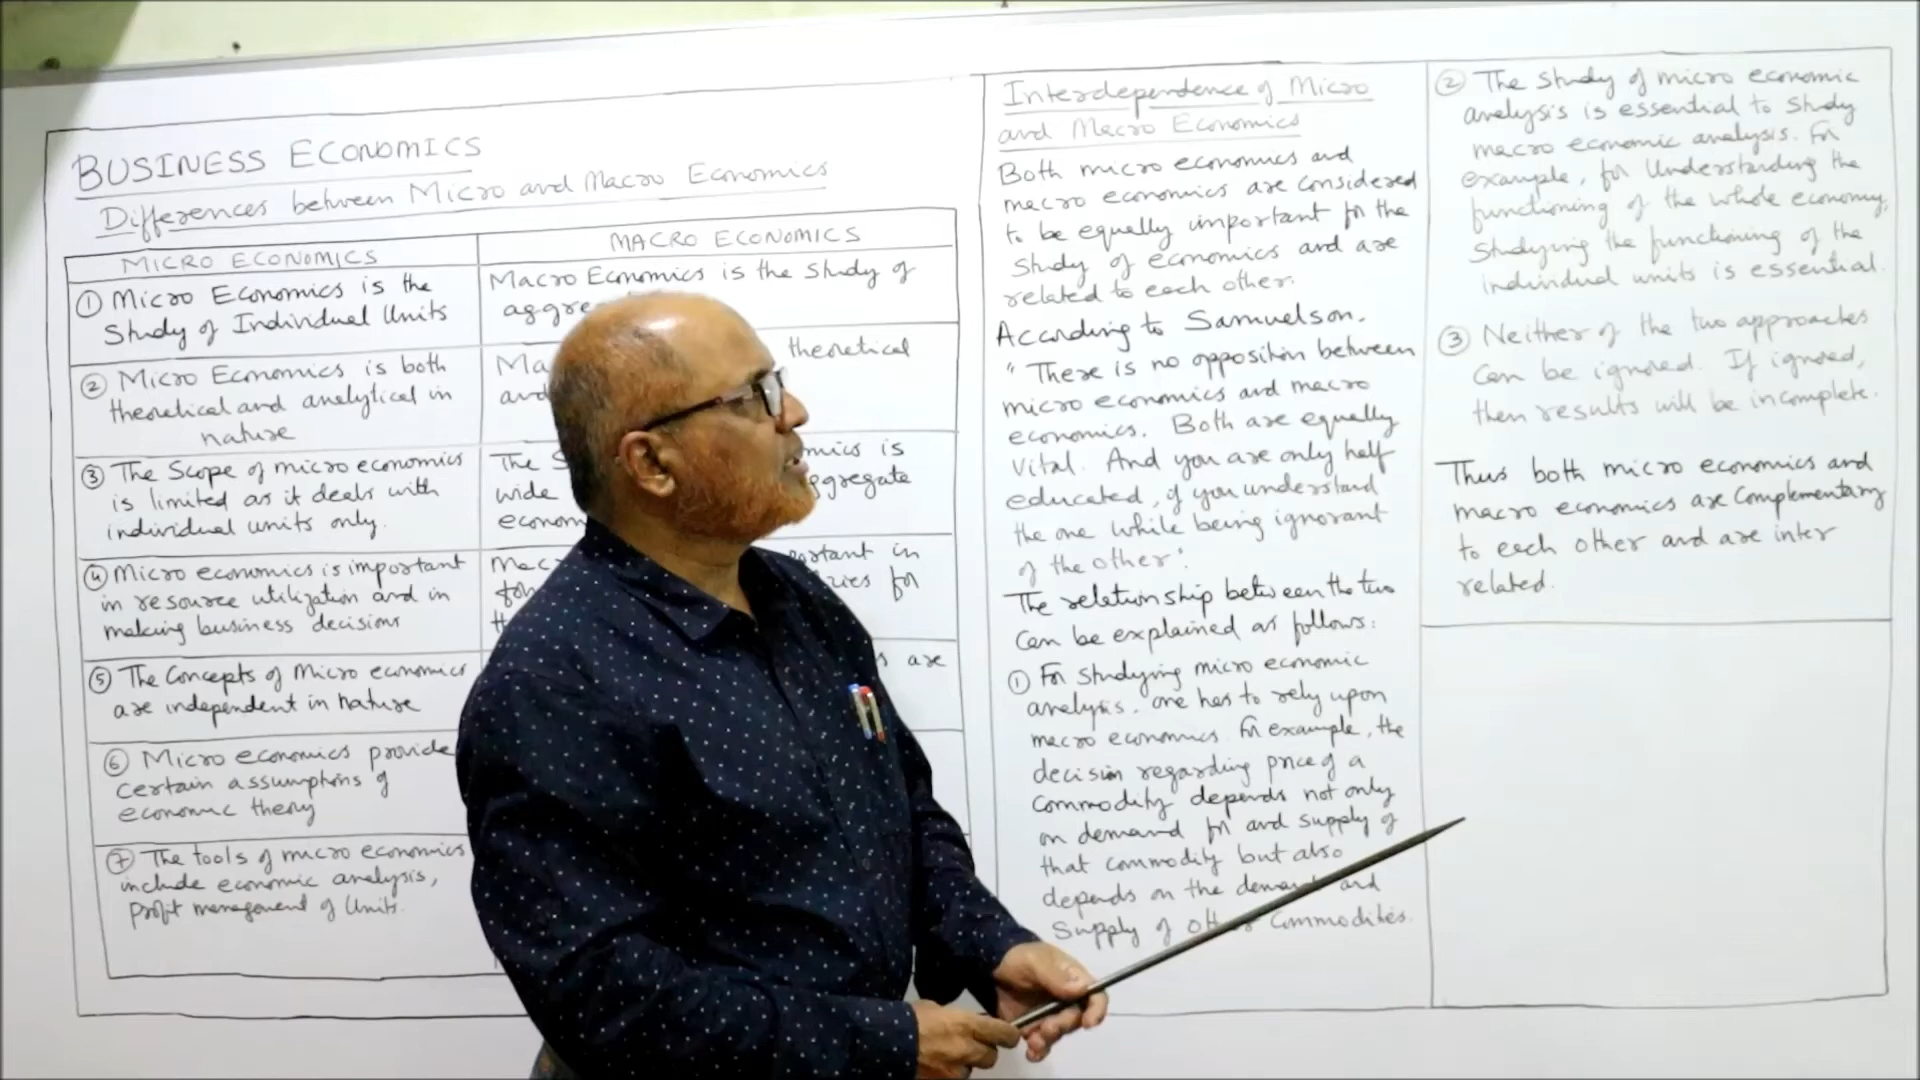 BUSINESS ECONOMICS
Differences between Micro and Macro Economics
MICRO ECONOMICS
① Micro Economics is the
Study of Individual Units
② Micro Economics is both
theoretical and analytical in
nature
③ The Scope of micro economics
is limited as it deals with
individual units only.
④ Micro economics is important
in resource utilization and in
making business decisions
⑤ The Concepts of Micro economics
are independent in nature
⑥ Micro economics provide
certain assumptions of
economic theory
⑦ The tools of micro economics
include economic analysis,
profit management of Units.
MACRO ECONOMICS
Macro Economics is the Study of
theoretical
and
The
is
wide
in
for
are
Interdependence of Micro
and Macro Economics
Both micro economics and
macro economics are considered
to be equally important for the
Study of economics and are
related to each other.
According to Samuelson.
"There is no opposition between
micro economics and macro
economics. Both are equally
vital. And you are only half
educated, if you understand
the one while being ignorant
of the other".
The relationship between the two
can be explained as follows:
① For studying micro economic
analysis, one has to rely upon
macro economics. For example, the
decision regarding price of a
Commodity depends not only
on demand for and supply of
that commodity but also
depends on the demand and
Supply of other Commodities.
② The Study of micro economic
analysis is essential to Study
macro economic analysis. For
example, for Understanding the
functioning of the whole economy,
Studying the functioning of the
individual units is essential.
③ Neither of the two approaches
can be ignored. If ignored,
then results will be incomplete.
Thus both micro economics and
macro economics are Complementary
to each other and are inter
related.